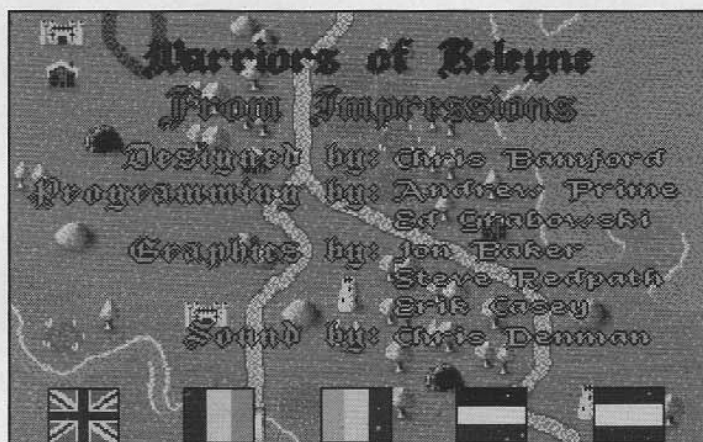 Warriors of Releyne
From Impressions
Designed by: Chris Bamford
Programming by: Andrew Prime
Ed Grabowski
Graphics by: Jon Baker
Steve Redpath
Erik Casey
Sound by: Chris Denman